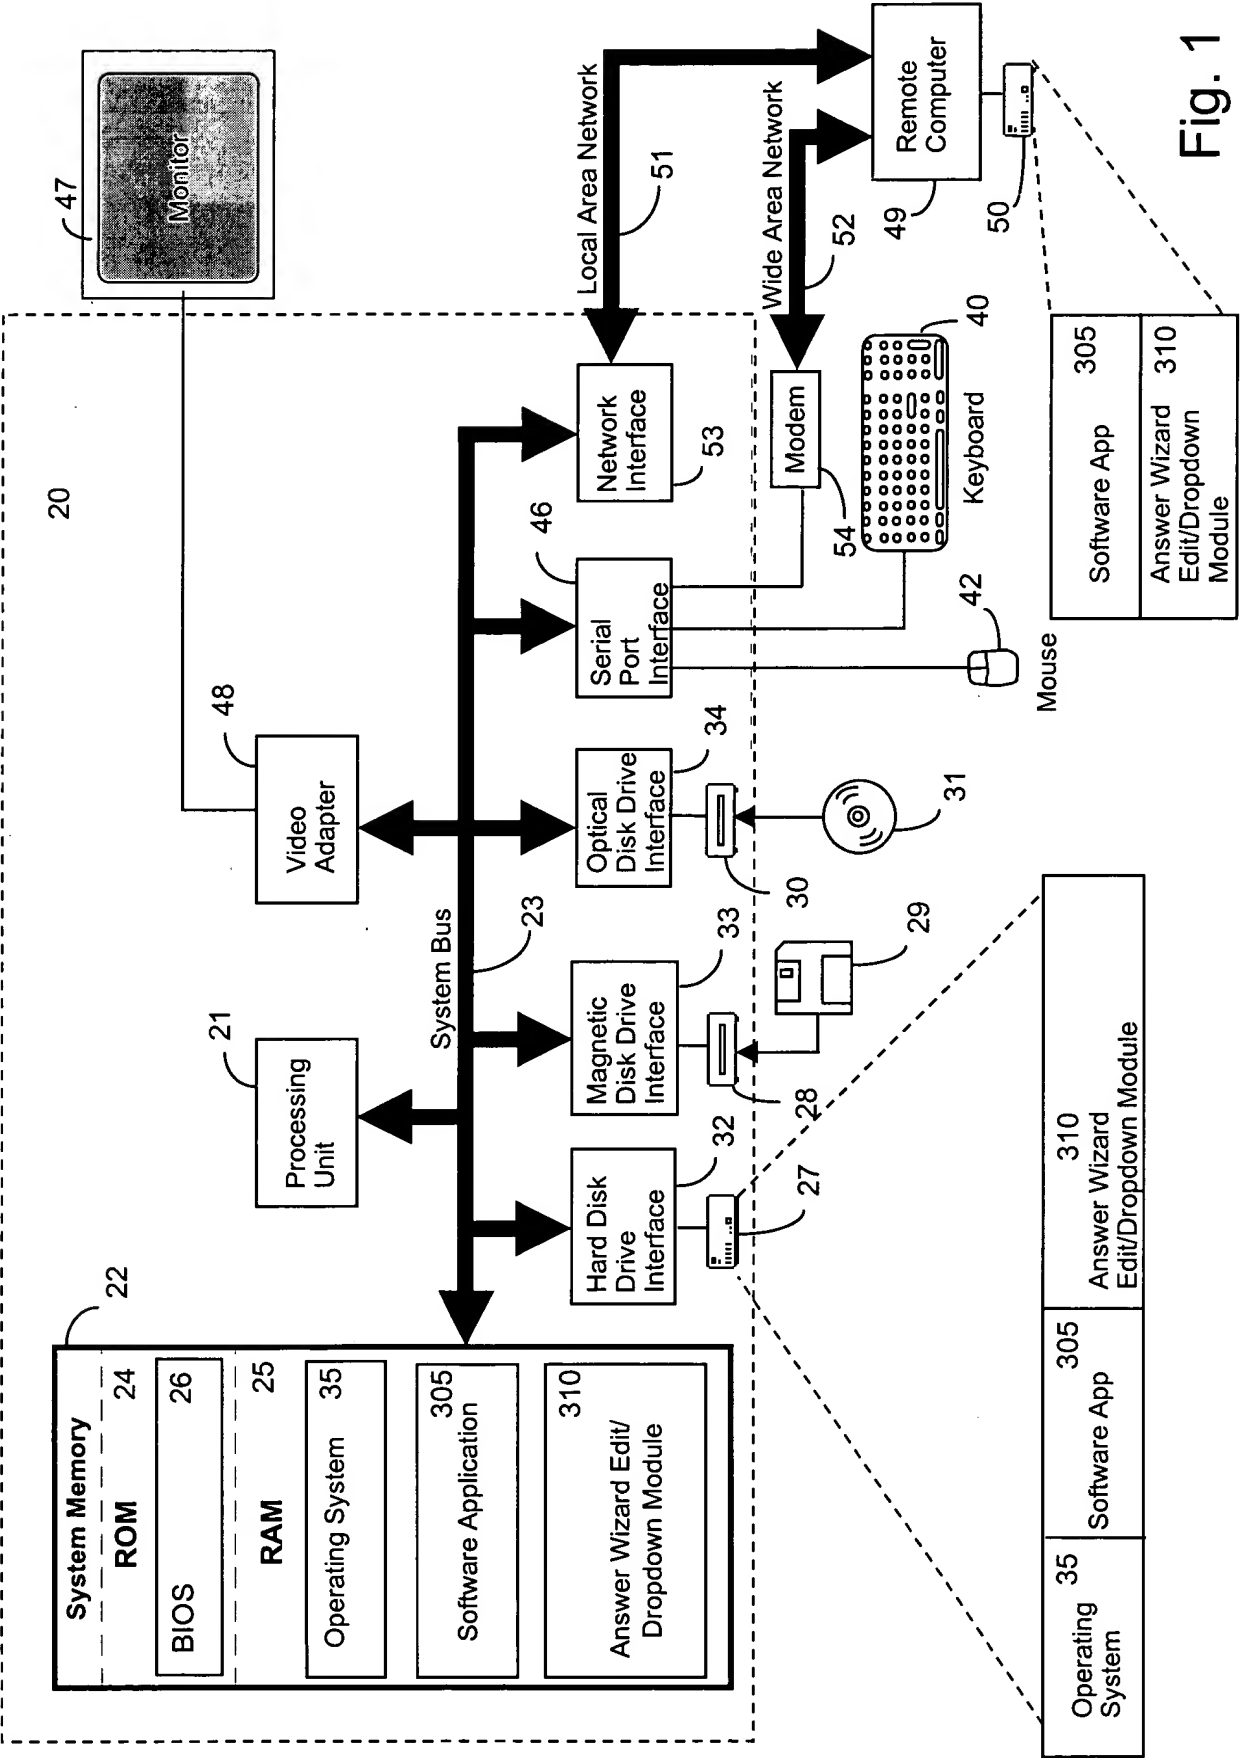 System Memory
22
ROM
24
BIOS
26
RAM
25
Operating System
35
Software Application
305
310
Answer Wizard Edit/
Dropdown Module
20
Processing
Unit
21
Video
Adapter
48
47
Monitor
System Bus
23
Hard Disk
Drive
Interface
32
Magnetic
Disk Drive
Interface
33
Optical
Disk Drive
Interface
34
Serial
Port
Interface
46
Network
Interface
53
Local Area Network
51
Wide Area Network
52
Modem
54
Remote
Computer
49
50
27
28
29
30
31
Mouse
42
Keyboard
40
Operating
System
35
Software App
305
310
Answer Wizard
Edit/Dropdown Module
Software App
305
Answer Wizard
Edit/Dropdown
Module
310
Fig. 1